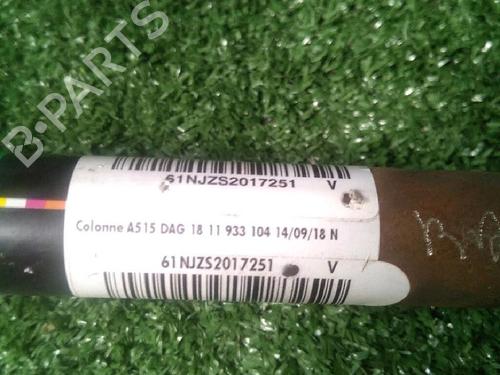 B-PARTS
61NJZS2017251 V
Colonne A515 DAG 18 11 933 104 14/09/18 N
61NJZS2017251 V